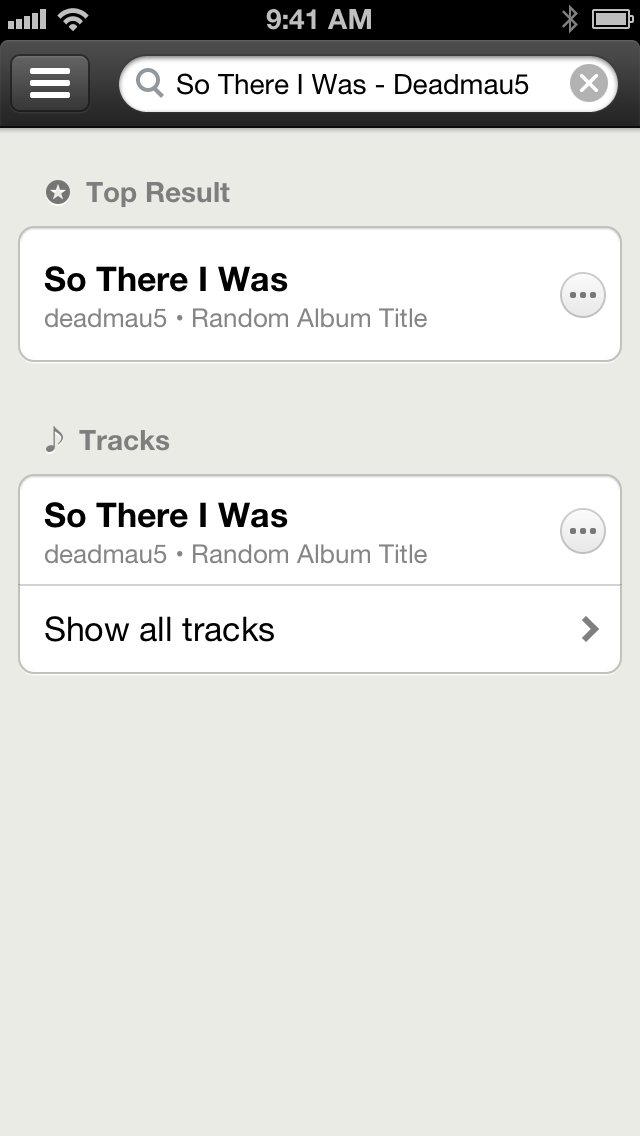 9:41 AM
So There I Was - Deadmau5
Top Result
So There I Was
deadmau5 • Random Album Title
Tracks
So There I Was
deadmau5 • Random Album Title
Show all tracks